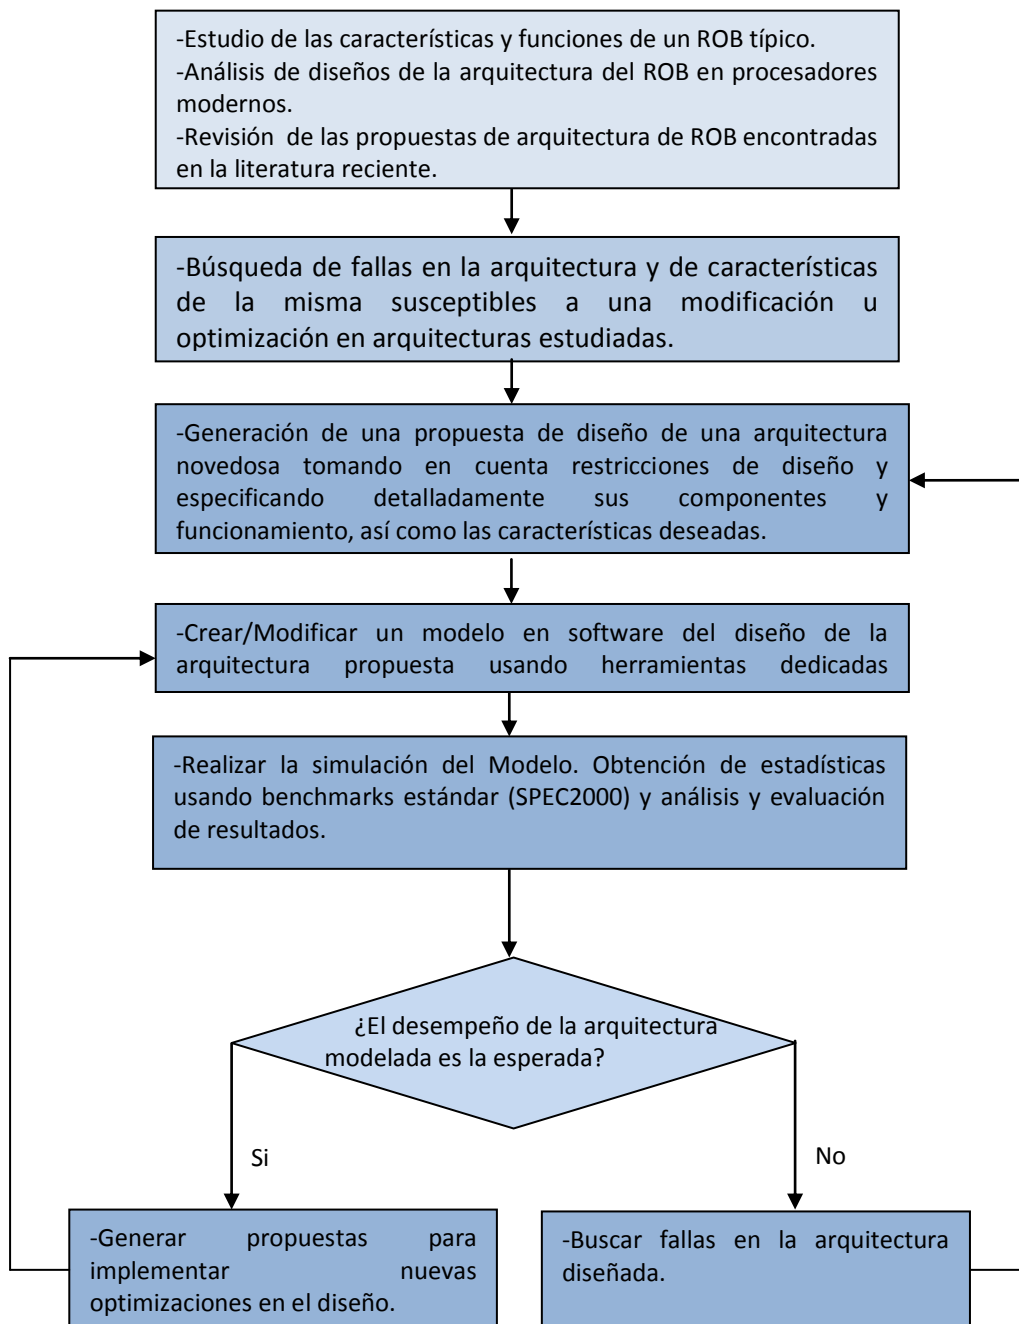 -Estudio de las características y funciones de un ROB típico.
-Análisis de diseños de la arquitectura del ROB en procesadores
modernos.
-Revisión de las propuestas de arquitectura de ROB encontradas
en la literatura reciente.
-Búsqueda de fallas en la arquitectura y de características
de la misma susceptibles a una modificación u
optimización en arquitecturas estudiadas.
-Generación de una propuesta de diseño de una arquitectura
novedosa tomando en cuenta restricciones de diseño y
especificando detalladamente sus componentes y
funcionamiento, así como las características deseadas.
-Crear/Modificar un modelo en software del diseño de la
arquitectura propuesta usando herramientas dedicadas
-Realizar la simulación del Modelo. Obtención de estadísticas
usando benchmarks estándar (SPEC2000) y análisis y evaluación
de resultados.
¿El desempeño de la arquitectura
modelada es la esperada?
Si
No
-Generar propuestas para
implementar nuevas
optimizaciones en el diseño.
-Buscar fallas en la arquitectura
diseñada.